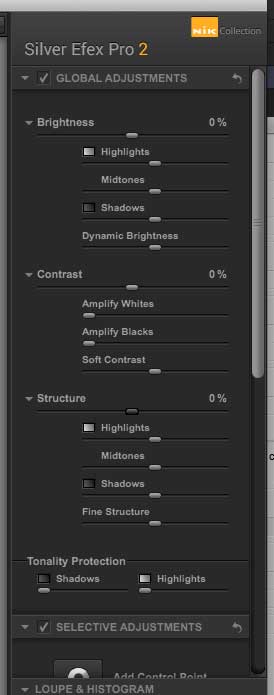 NiK Collection
Silver Efex Pro 2
GLOBAL ADJUSTMENTS
Brightness 0 %
Highlights
Midtones
Shadows
Dynamic Brightness
Contrast 0 %
Amplify Whites
Amplify Blacks
Soft Contrast
Structure 0 %
Highlights
Midtones
Shadows
Fine Structure
Tonality Protection
Shadows Highlights
SELECTIVE ADJUSTMENTS
Add Control Point
LOUPE & HISTOGRAM